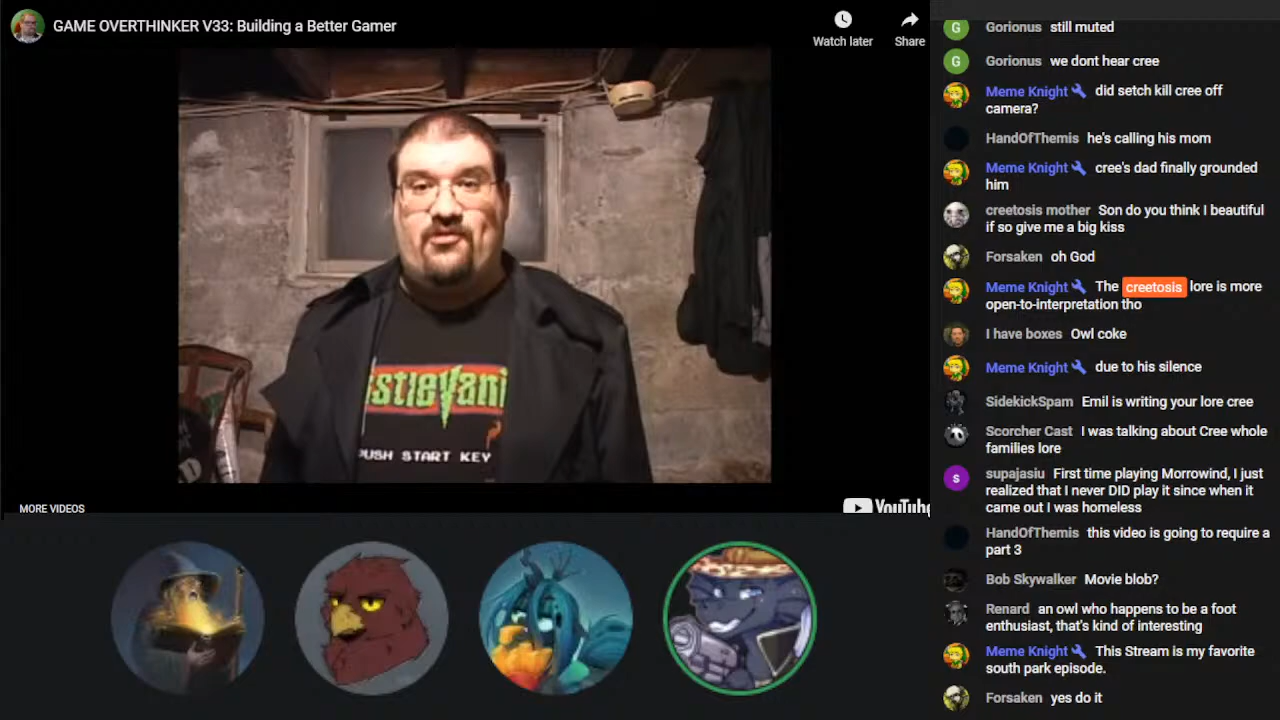 GAME OVERTHINKER V33: Building a Better Gamer
Watch later
Share
stlevani
PUSH START KEY
MORE VIDEOS
YouTube
G Gorionus still muted
G Gorionus we dont hear cree
Meme Knight did setch kill cree off
camera?
HandOfThemis he's calling his mom
Meme Knight cree's dad finally grounded
him
creetosis mother Son do you think I beautiful
if so give me a big kiss
Forsaken oh God
Meme Knight The creetosis lore is more
open-to-interpretation tho
I have boxes Owl coke
Meme Knight due to his silence
SidekickSpam Emil is writing your lore cree
Scorcher Cast I was talking about Cree whole
families lore
s supajasiu First time playing Morrowind, I just
realized that I never DID play it since when it
came out I was homeless
HandOfThemis this video is going to require a
part 3
Bob Skywalker Movie blob?
Renard an owl who happens to be a foot
enthusiast, that's kind of interesting
Meme Knight This Stream is my favorite
south park episode.
Forsaken yes do it